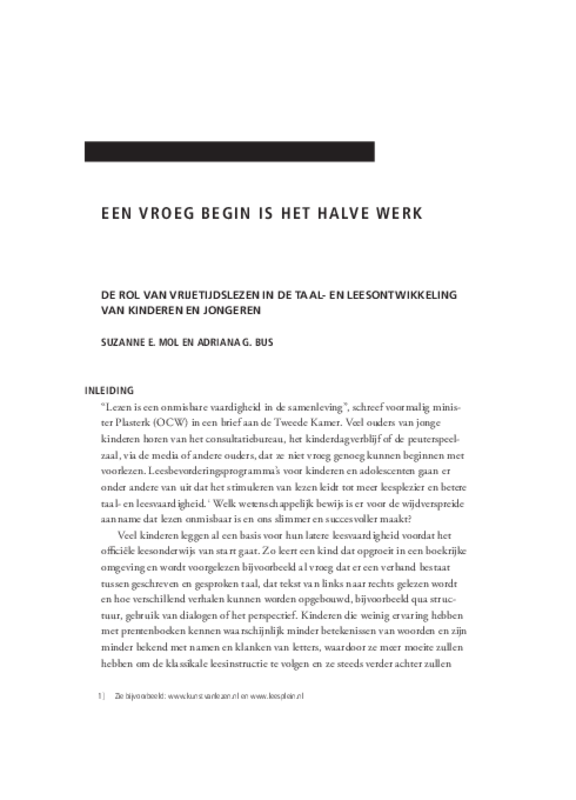 EEN VROEG BEGIN IS HET HALVE WERK
DE ROL VAN VRIJETIJDSLEZEN IN DE TAAL- EN LEESONTWIKKELING
VAN KINDEREN EN JONGEREN
SUZANNE E. MOL EN ADRIANA G. BUS
INLEIDING
“Lezen is een onmisbare vaardigheid in de samenleving”, schreef voormalig minis-
ter Plasterk (OCW) in een brief aan de Tweede Kamer. Veel ouders van jonge
kinderen horen van het consultatiebureau, het kinderdagverblijf of de peuterspeel-
zaal, via de media of andere ouders, dat ze niet vroeg genoeg kunnen beginnen met
voorlezen. Leesbevorderingsprogramma’s voor kinderen en adolescenten gaan er
onder andere van uit dat het stimuleren van lezen leidt tot meer leesplezier en betere
taal- en leesvaardigheid.¹ Welk wetenschappelijk bewijs is er voor de wijdverspreide
aanname dat lezen onmisbaar is en ons slimmer en succesvoller maakt?
Veel kinderen leggen al een basis voor hun latere leesvaardigheid voordat het
officiële leesonderwijs van start gaat. Zo leert een kind dat opgroeit in een boekrijke
omgeving en wordt voorgelezen bijvoorbeeld al vroeg dat er een verband bestaat
tussen geschreven en gesproken taal, dat tekst van links naar rechts gelezen wordt
en hoe verschillend verhalen kunnen worden opgebouwd, bijvoorbeeld qua struc-
tuur, gebruik van dialogen of het perspectief. Kinderen die weinig ervaring hebben
met prentenboeken kennen waarschijnlijk minder betekenissen van woorden en zijn
minder bekend met namen en klanken van letters, waardoor ze meer moeite zullen
hebben om de klassikale leesinstructie te volgen en ze steeds verder achter zullen
1| Zie bijvoorbeeld: www.kunstvanlezen.nl en www.leesplein.nl